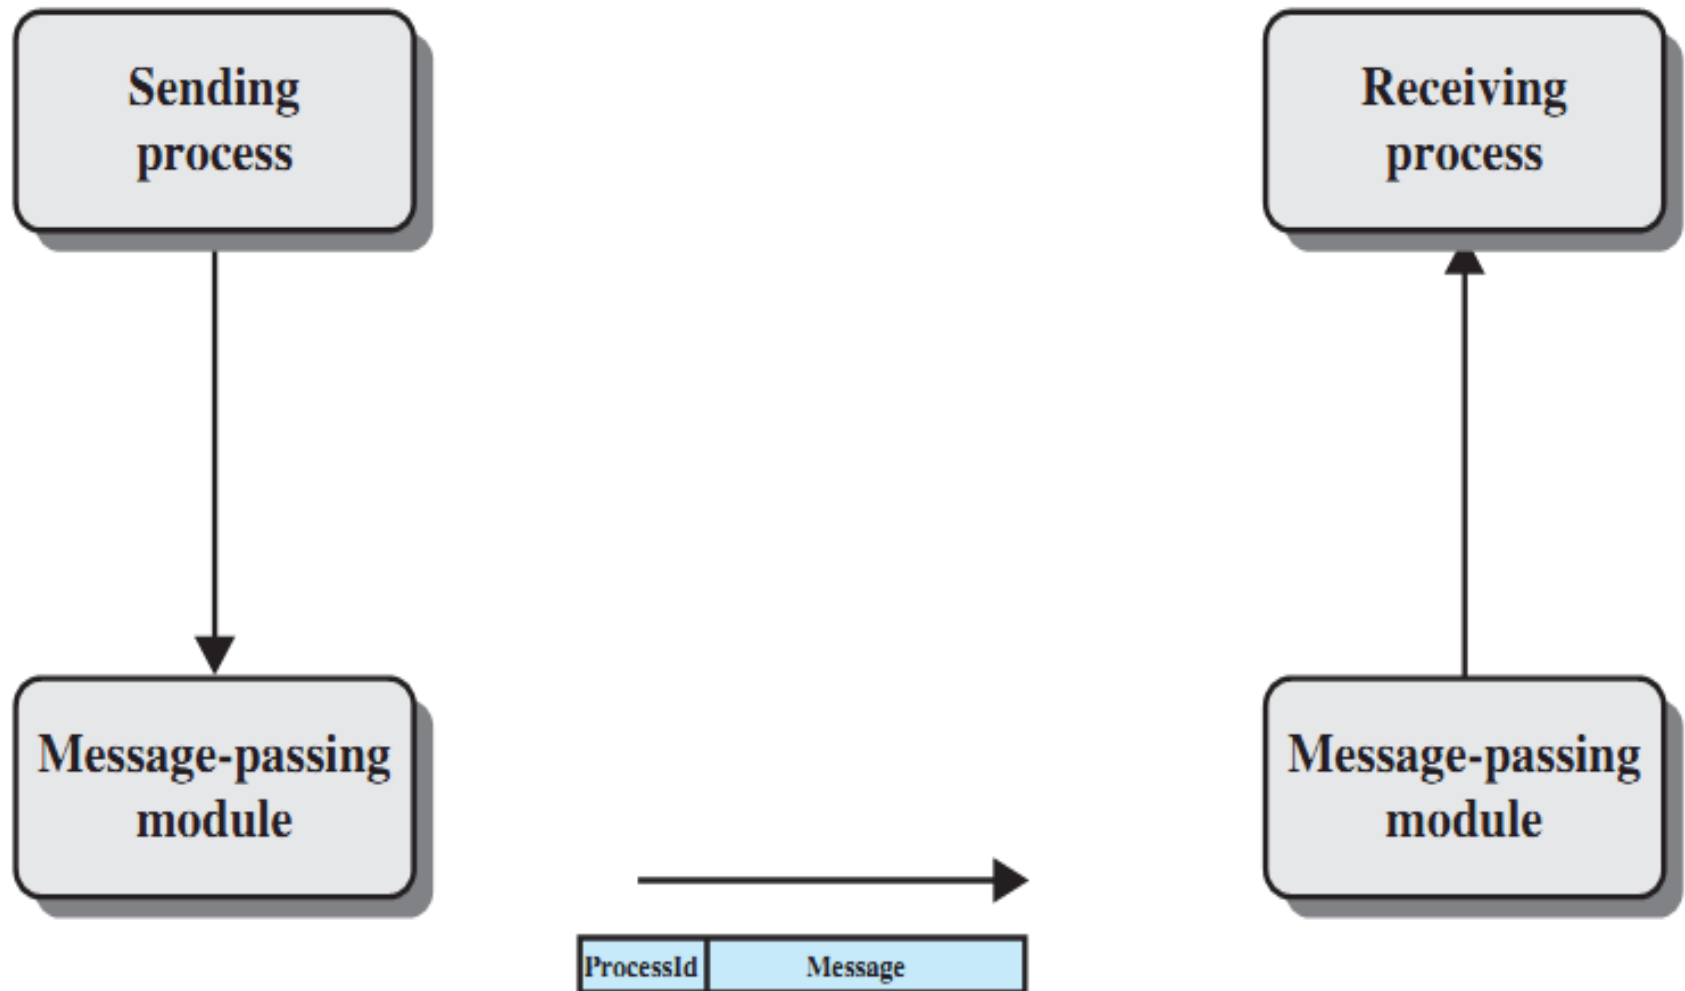 Sending
process
Receiving
process
Message-passing
module
Message-passing
module
ProcessId
Message